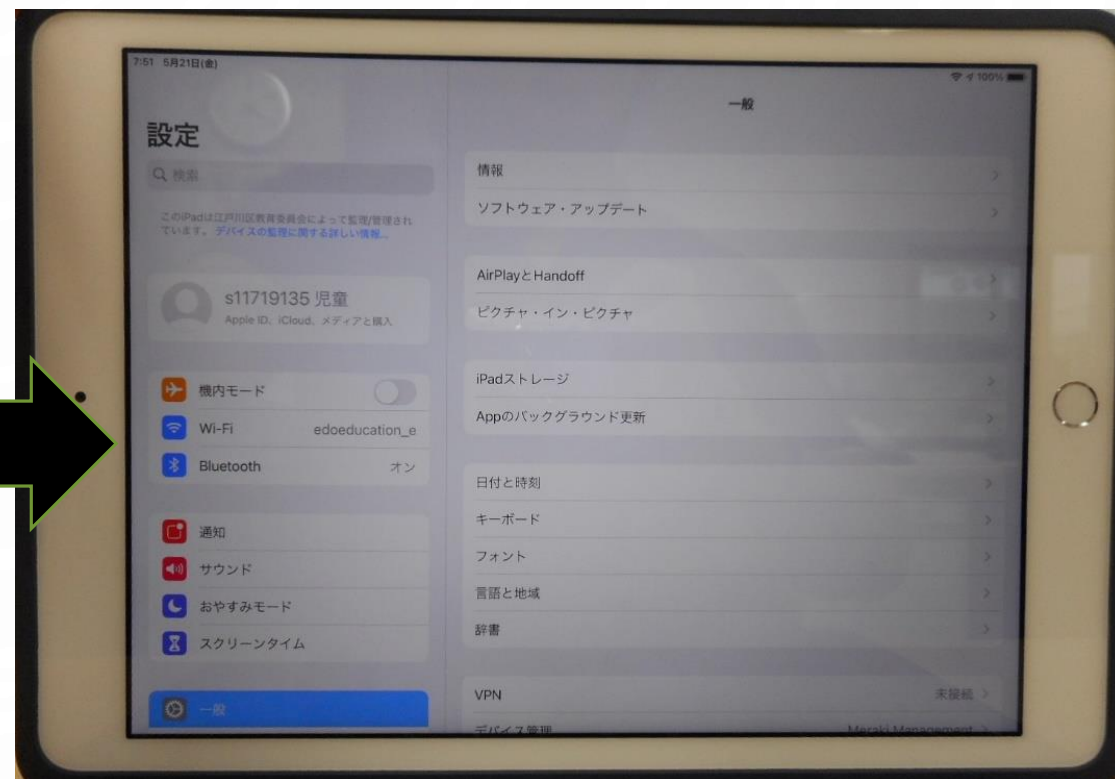 7:51 5月21日(金)
100%
設定
検索
このiPadは江戸川区教育委員会によって監理/管理され
ています。デバイスの監理に関する詳しい情報...
s11719135 児童
Apple ID、iCloud、メディアと購入
機内モード
Wi-Fi edoeducation_e
Bluetooth オン
通知
サウンド
おやすみモード
スクリーンタイム
一般
一般
情報
ソフトウェア・アップデート
AirPlayとHandoff
ピクチャ・イン・ピクチャ
iPadストレージ
Appのバックグラウンド更新
日付と時刻
キーボード
フォント
言語と地域
辞書
VPN 未接続
デバイス管理 Meraki Management